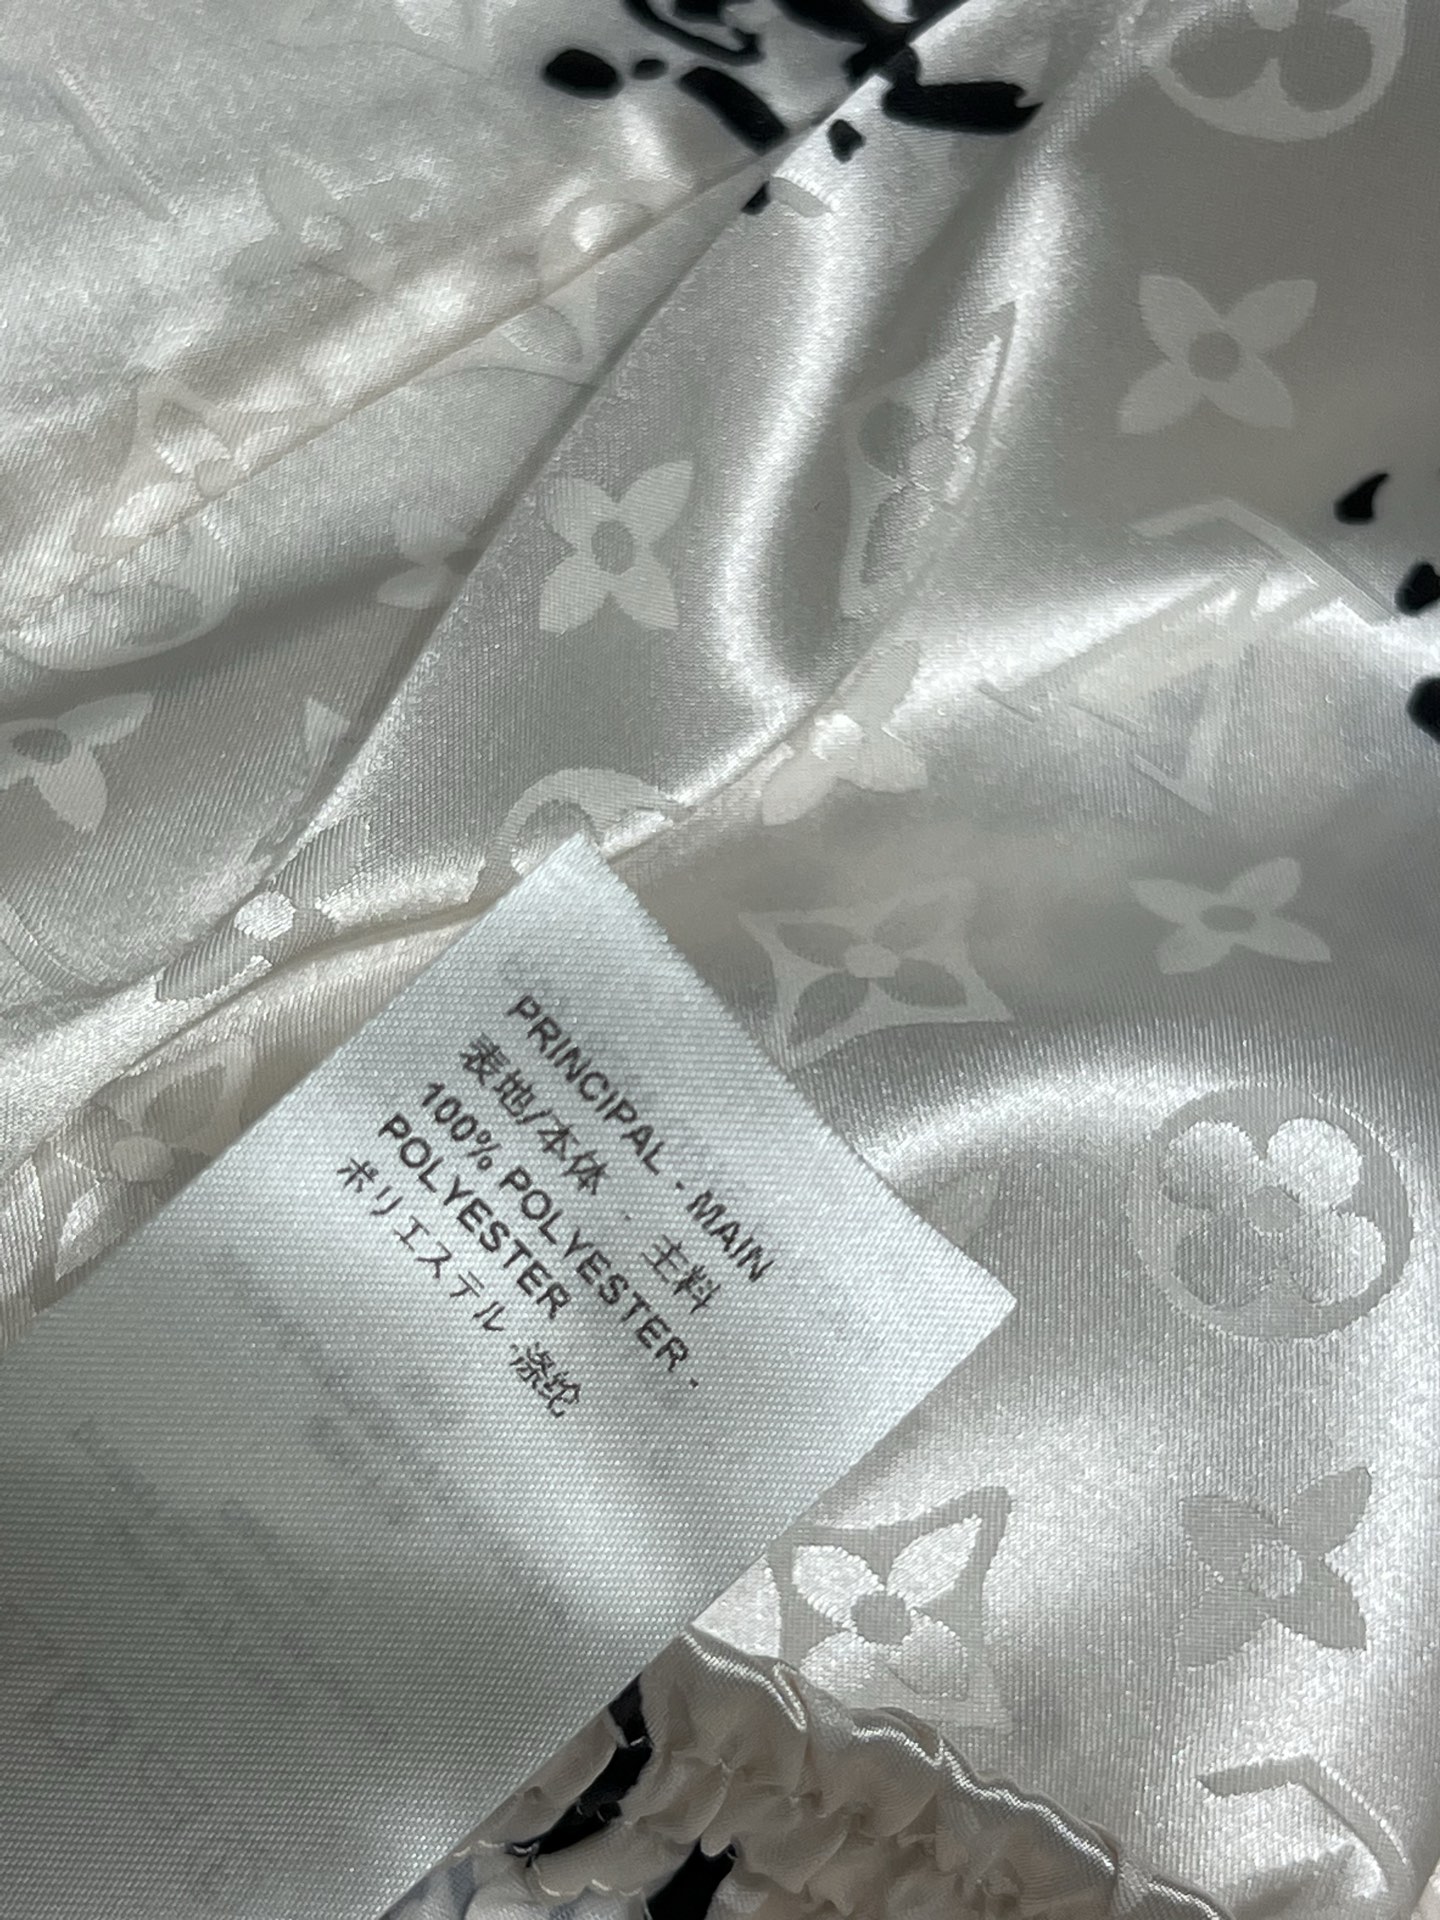 PRINCIPAL - MAIN
表地/本体 - 主料
100% POLYESTER -
POLYESTER
ポリエステル -涤纶